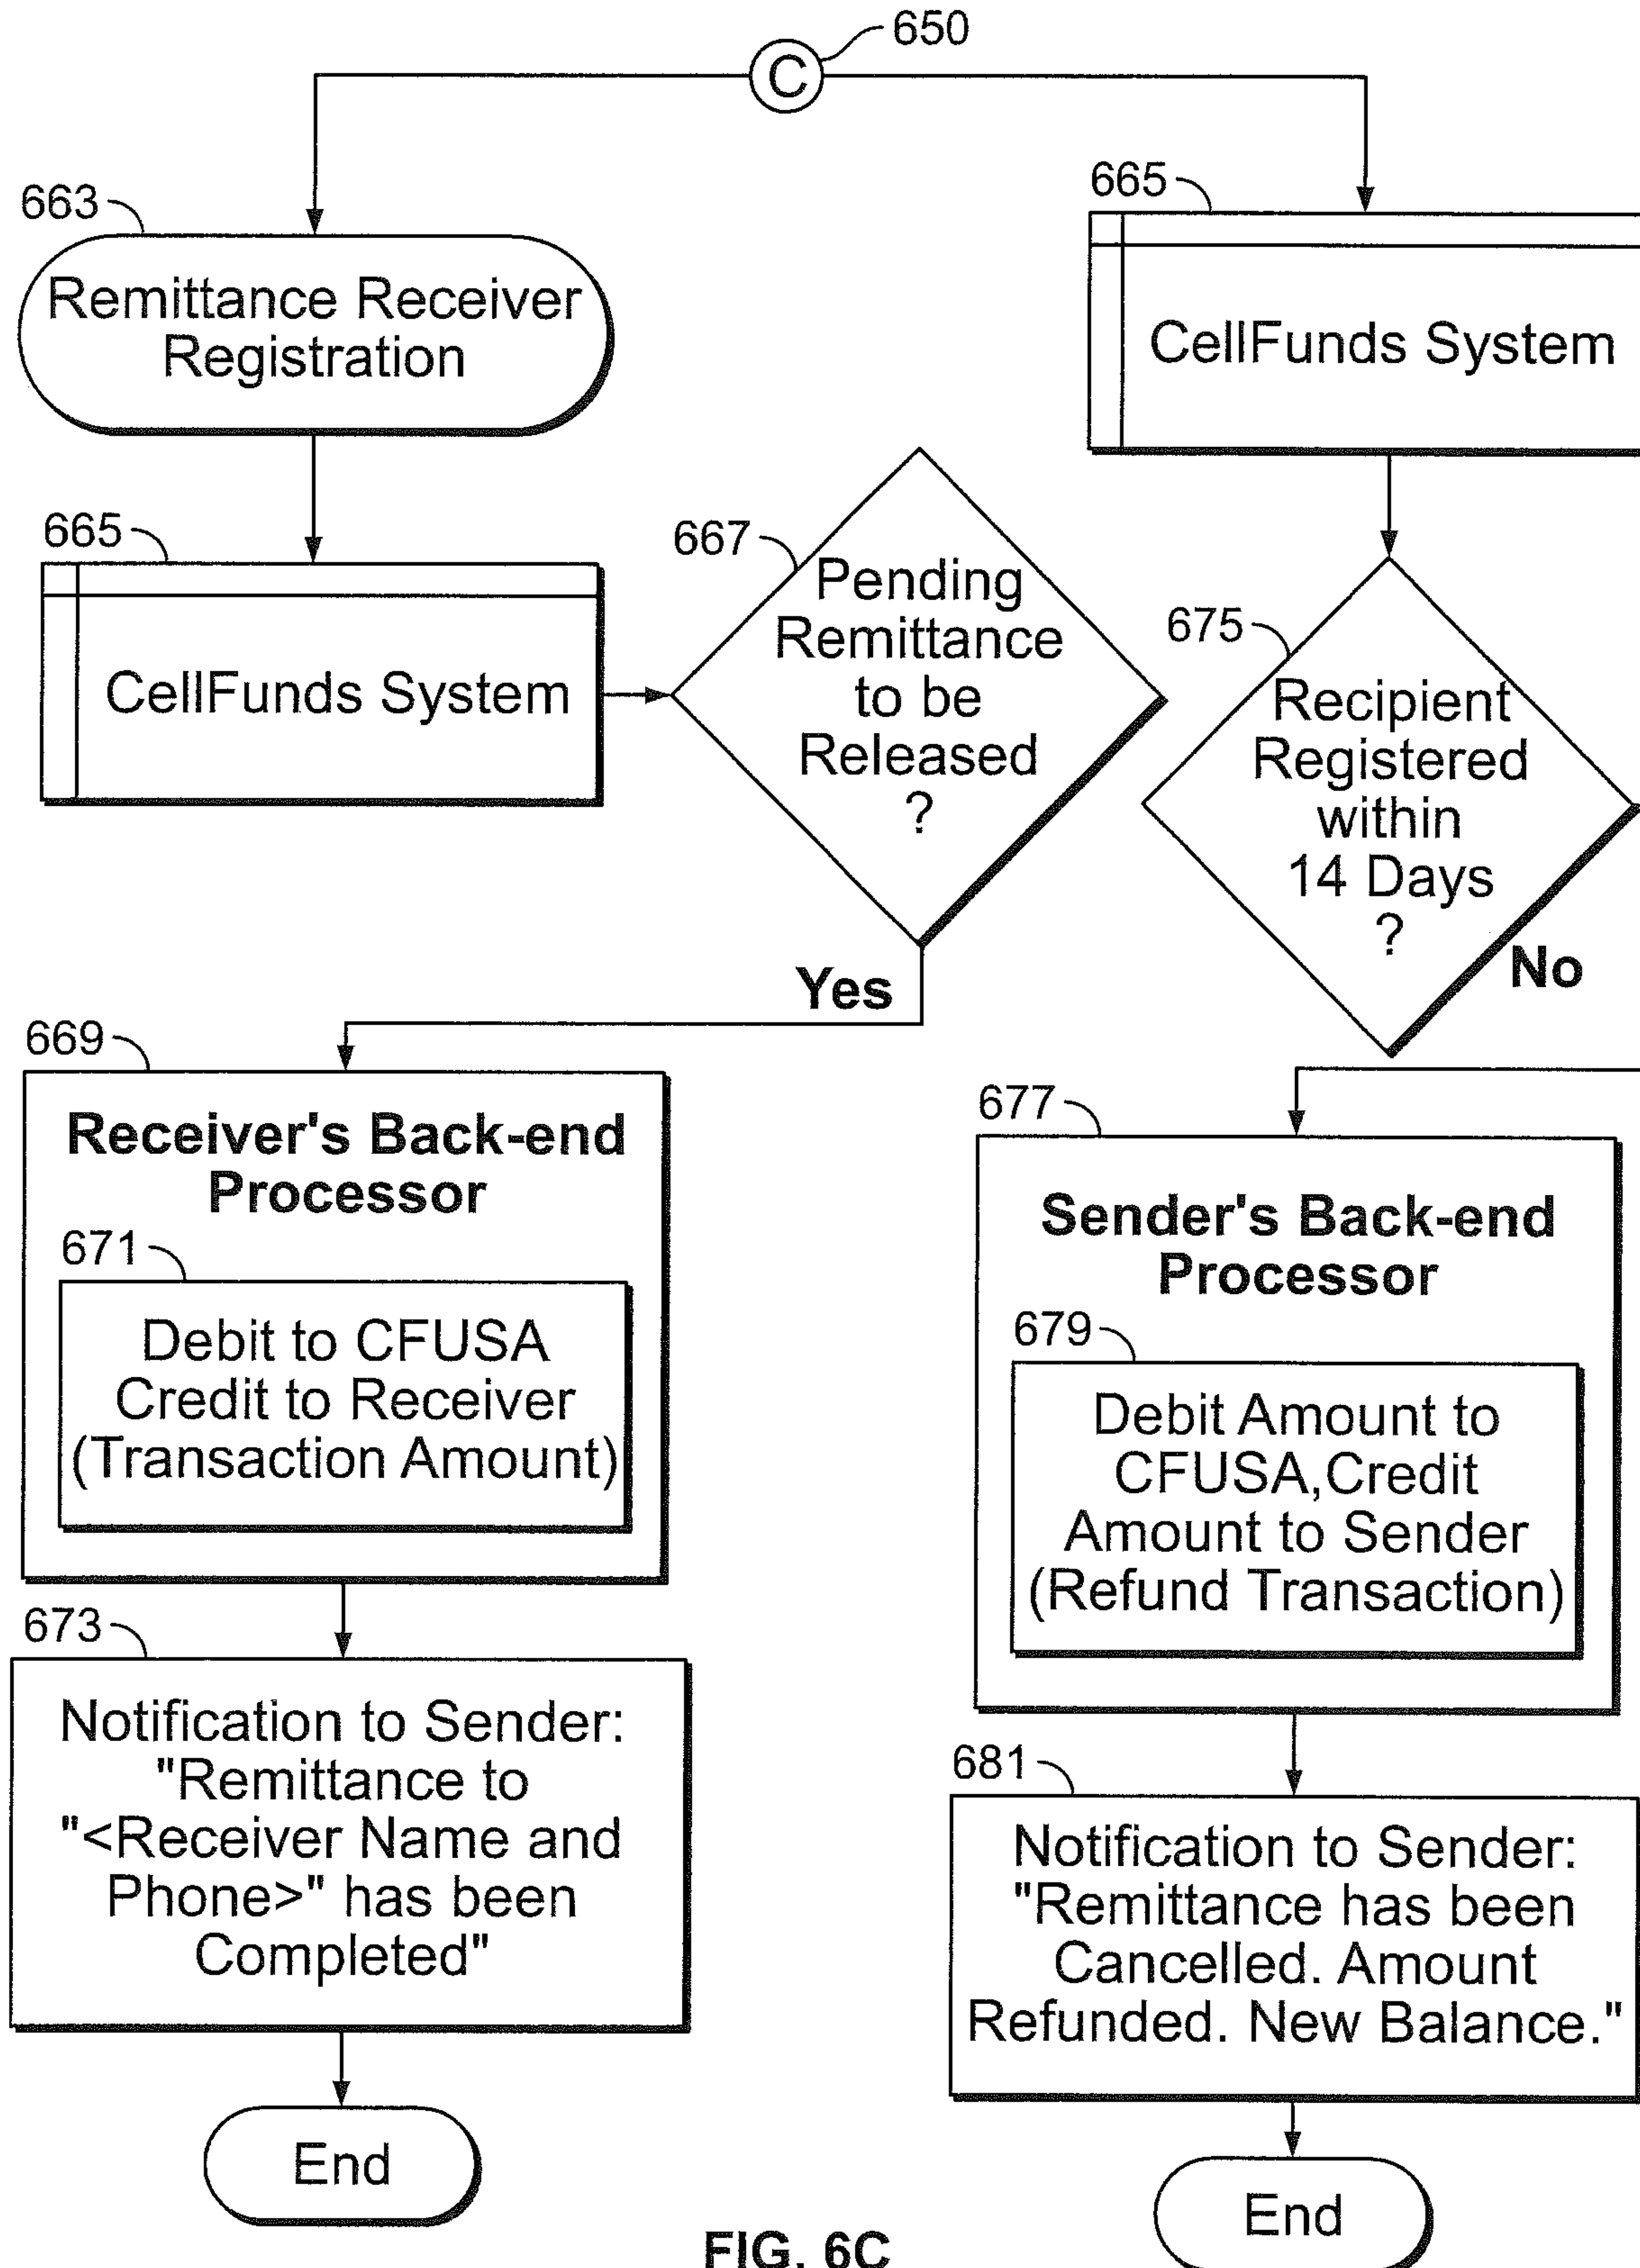 650
C
663
Remittance Receiver
Registration
665
CellFunds System
665
CellFunds System
667
Pending
Remittance
to be
Released
?
Yes
675
Recipient
Registered
within
14 Days
?
No
669
Receiver's Back-end
Processor
671
Debit to CFUSA
Credit to Receiver
(Transaction Amount)
673
Notification to Sender:
"Remittance to
"<Receiver Name and
Phone>" has been
Completed"
End
677
Sender's Back-end
Processor
679
Debit Amount to
CFUSA,Credit
Amount to Sender
(Refund Transaction)
681
Notification to Sender:
"Remittance has been
Cancelled. Amount
Refunded. New Balance."
End
FIG. 6C